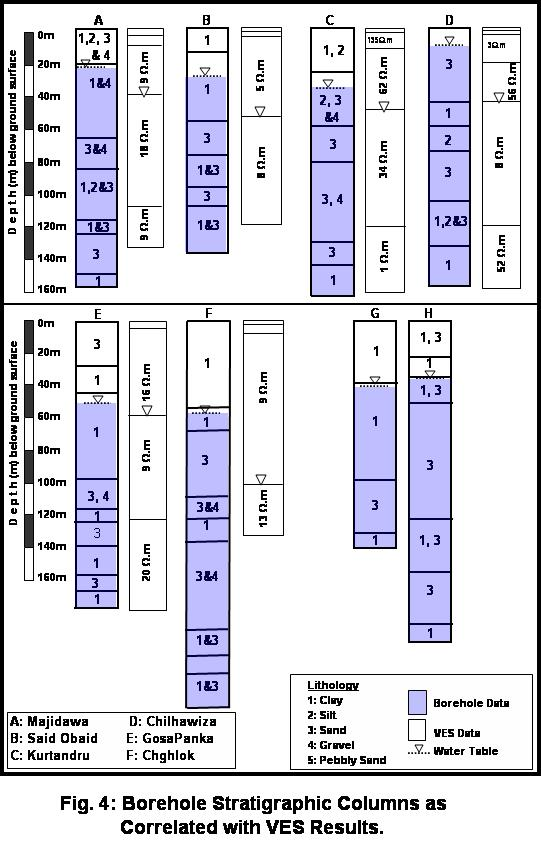 A B C D
0m
20m
40m
60m
80m
100m
120m
140m
160m
Depth (m) below ground surface
1,2, 3
& 4
1&4
3&4
1,2&3
1&3
3
1
9 Ω.m
18 Ω.m
9 Ω.m
1
1
3
1&3
3
1&3
5 Ω.m
8 Ω.m
1, 2
2, 3
&4
3
3, 4
3
1
135Ω.m
62 Ω.m
34 Ω.m
1 Ω.m
3
1
2
3
1,2&3
1
3Ω.m
56 Ω.m
8 Ω.m
52 Ω.m
E F G H
0m
20m
40m
60m
80m
100m
120m
140m
160m
Depth (m) below ground surface
3
1
1
3, 4
1
3
1
3
1
16 Ω.m
9 Ω.m
20 Ω.m
1
1
3
3&4
1
3&4
1&3
1&3
9 Ω.m
13 Ω.m
1
1
3
1
1, 3
1
1, 3
3
1, 3
3
1
A: Majidawa D: Chilhawiza
B: Said Obaid E: GosaPanka
C: Kurtandru F: Chghlok
Lithology
1: Clay
2: Silt
3: Sand
4: Gravel
5: Pebbly Sand
Borehole Data
VES Data
Water Table
Fig. 4: Borehole Stratigraphic Columns as
Correlated with VES Results.